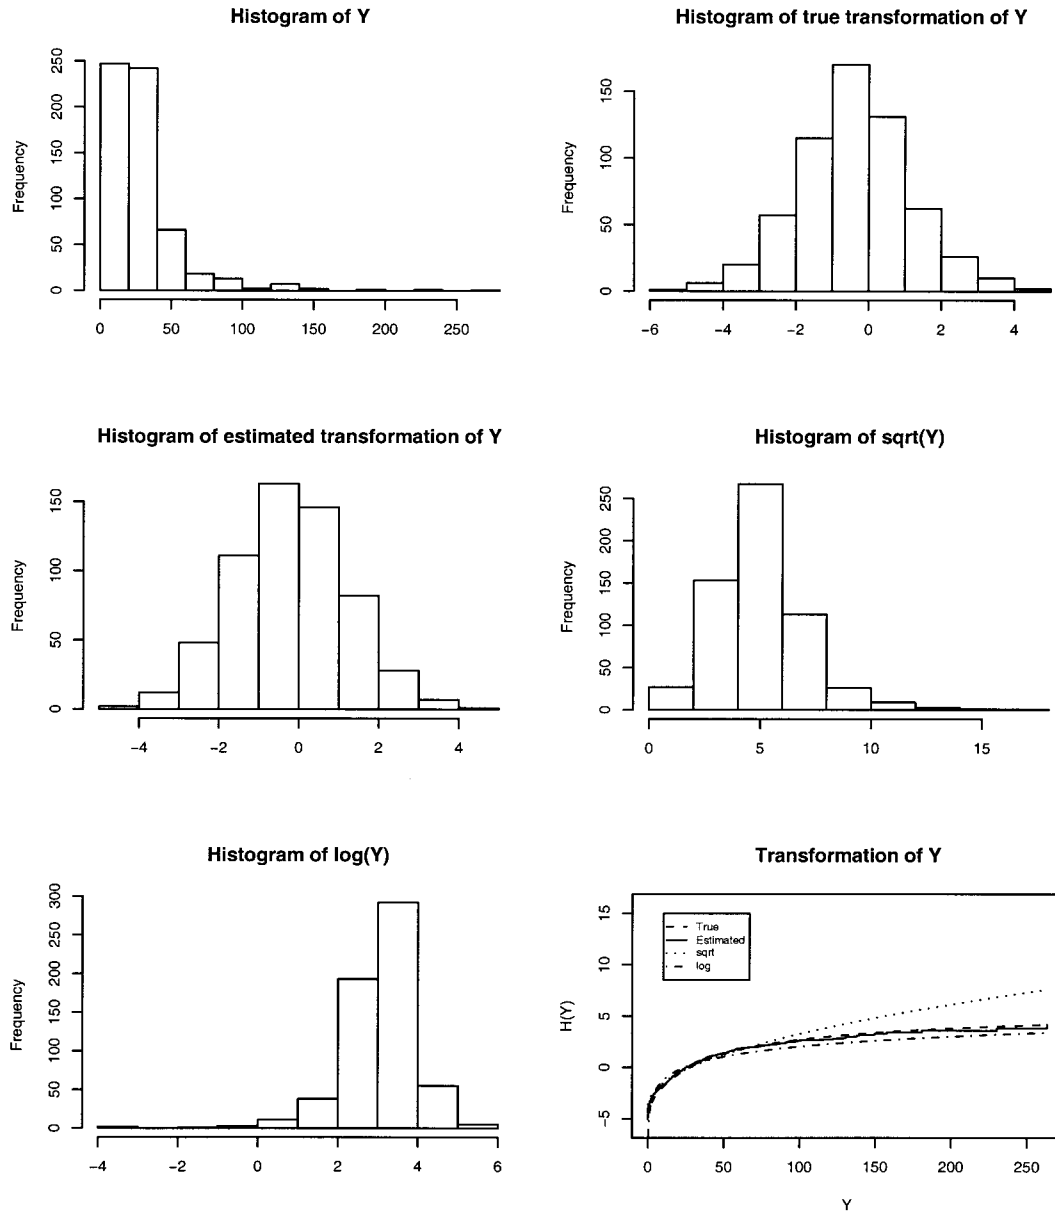 Histogram of Y
Frequency
0 50 100 150 200 250
0 50 100 150 200 250
Histogram of true transformation of Y
Frequency
0 50 100 150
−6 −4 −2 0 2 4
Histogram of estimated transformation of Y
Frequency
0 50 100 150
−4 −2 0 2 4
Histogram of sqrt(Y)
Frequency
0 50 100 150 200 250
0 5 10 15
Histogram of log(Y)
Frequency
0 50 100 150 200 250 300
−4 −2 0 2 4 6
Transformation of Y
H(Y)
−5 0 5 10 15
True
Estimated
sqrt
log
0 50 100 150 200 250
Y